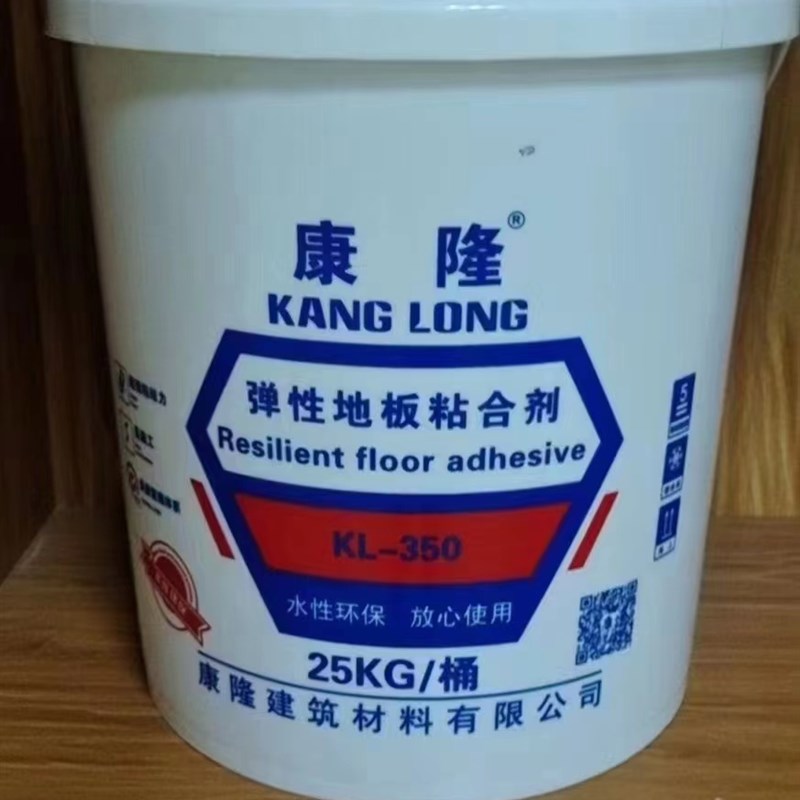 康隆®
KANG LONG
弹性地板粘合剂
Resilient floor adhesive
KL-350
水性环保 放心使用
25KG/桶
康隆建筑材料有限公司
5